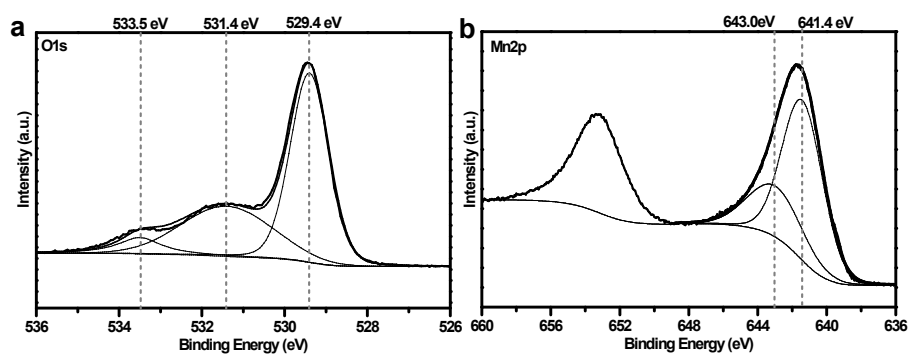 a
533.5 eV 531.4 eV 529.4 eV
O1s
Intensity (a.u.)
536 534 532 530 528 526
Binding Energy (eV)
b
643.0eV 641.4 eV
Mn2p
Intensity (a.u.)
660 656 652 648 644 640 636
Binding Energy (eV)